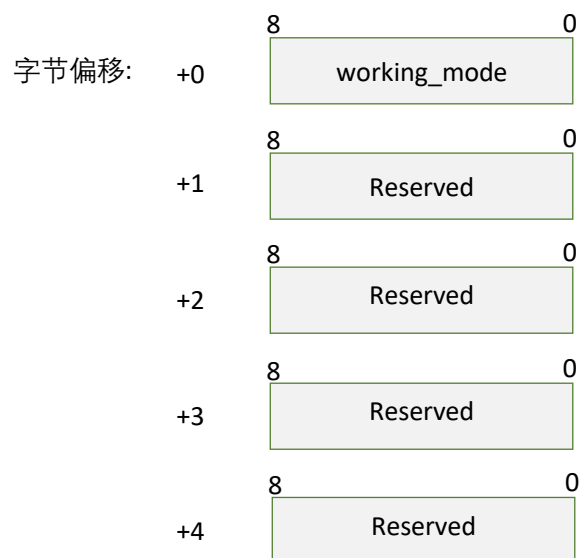 8 0
字节偏移: +0 working_mode
8 0
+1 Reserved
8 0
+2 Reserved
8 0
+3 Reserved
8 0
+4 Reserved